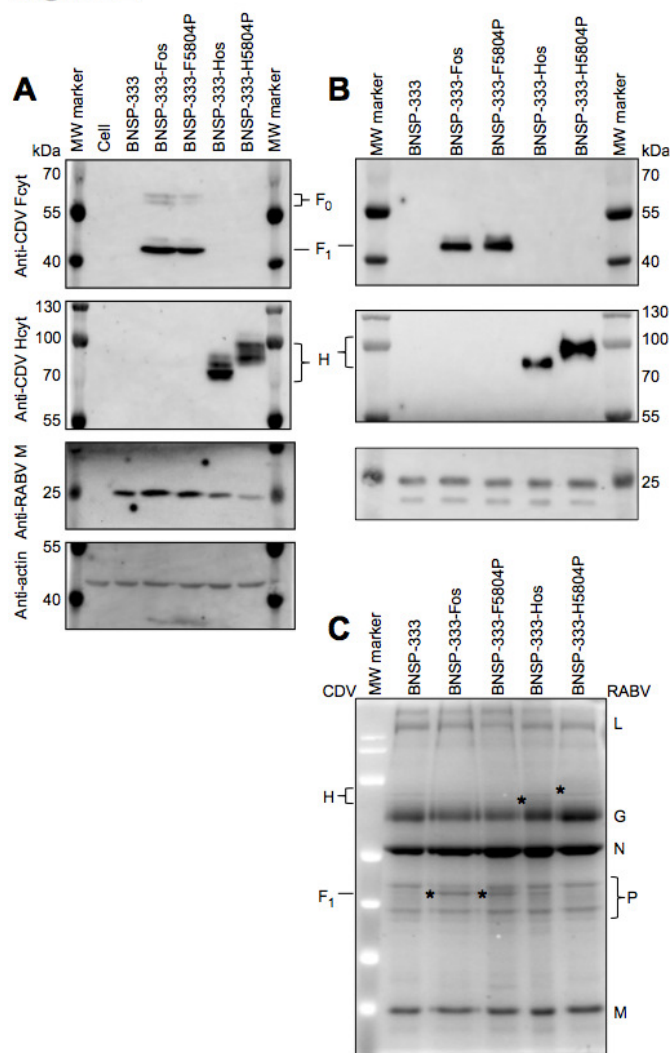 A
MW marker
Cell
BNSP-333
BNSP-333-Fos
BNSP-333-F5804P
BNSP-333-Hos
BNSP-333-H5804P
MW marker
kDa
Anti-CDV Fcyt
70
55
40
F0
F1
Anti-CDV Hcyt
130
100
70
55
H
Anti-RABV M
25
Anti-actin
55
40
B
MW marker
BNSP-333
BNSP-333-Fos
BNSP-333-F5804P
BNSP-333-Hos
BNSP-333-H5804P
MW marker
kDa
70
55
40
130
100
70
55
25
C
MW marker
BNSP-333
BNSP-333-Fos
BNSP-333-F5804P
BNSP-333-Hos
BNSP-333-H5804P
CDV
RABV
H
F1
L
G
N
P
M
* * * *